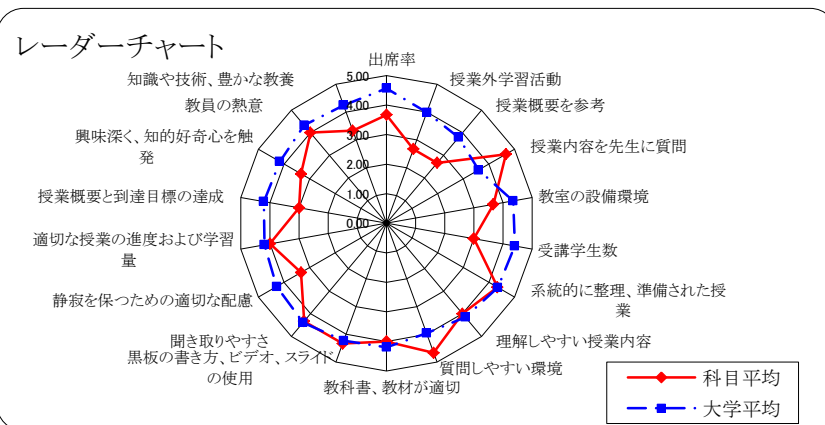 レーダーチャート
出席率
授業外学習活動
授業概要を参考
授業内容を先生に質問
教室の設備環境
受講学生数
系統的に整理、準備された授
業
理解しやすい授業内容
質問しやすい環境
教科書、教材が適切
黒板の書き方、ビデオ、スライド
の使用
聞き取りやすさ
静寂を保つための適切な配慮
適切な授業の進度および学習
量
授業概要と到達目標の達成
興味深く、知的好奇心を触
発
教員の熱意
知識や技術、豊かな教養
5.00
4.00
3.00
2.00
1.00
0.00
科目平均
大学平均